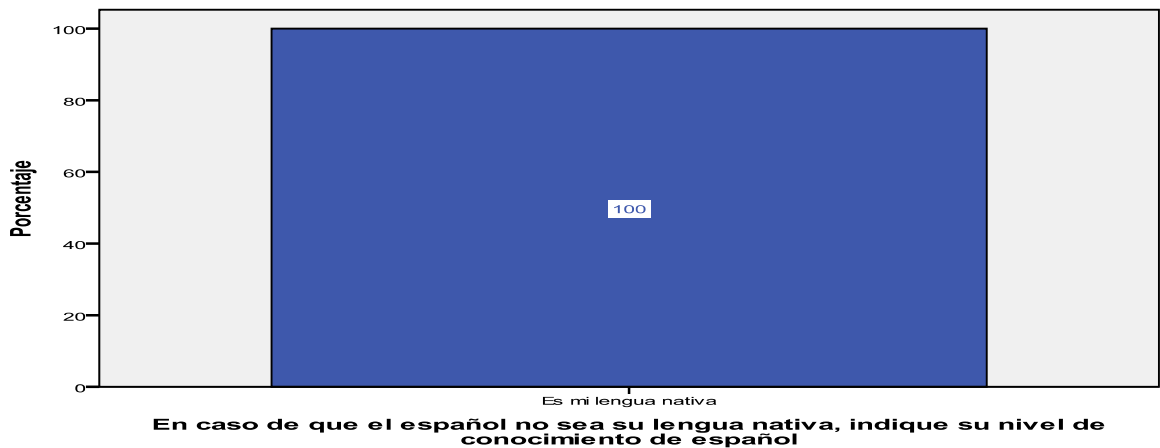 Porcentaje
100
80
60
40
20
0
100
Es mi lengua nativa
En caso de que el español no sea su lengua nativa, indique su nivel de
conocimiento de español